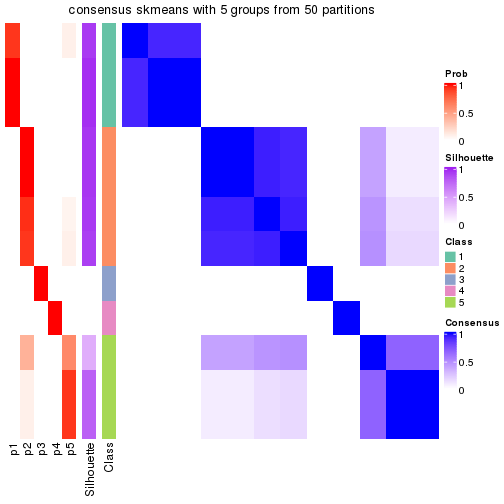 consensus skmeans with 5 groups from 50 partitions
Prob
1
0.5
0
Silhouette
1
0.5
0
Class
1
2
3
4
5
Consensus
1
0.5
0
p1
p2
p3
p4
p5
Silhouette
Class